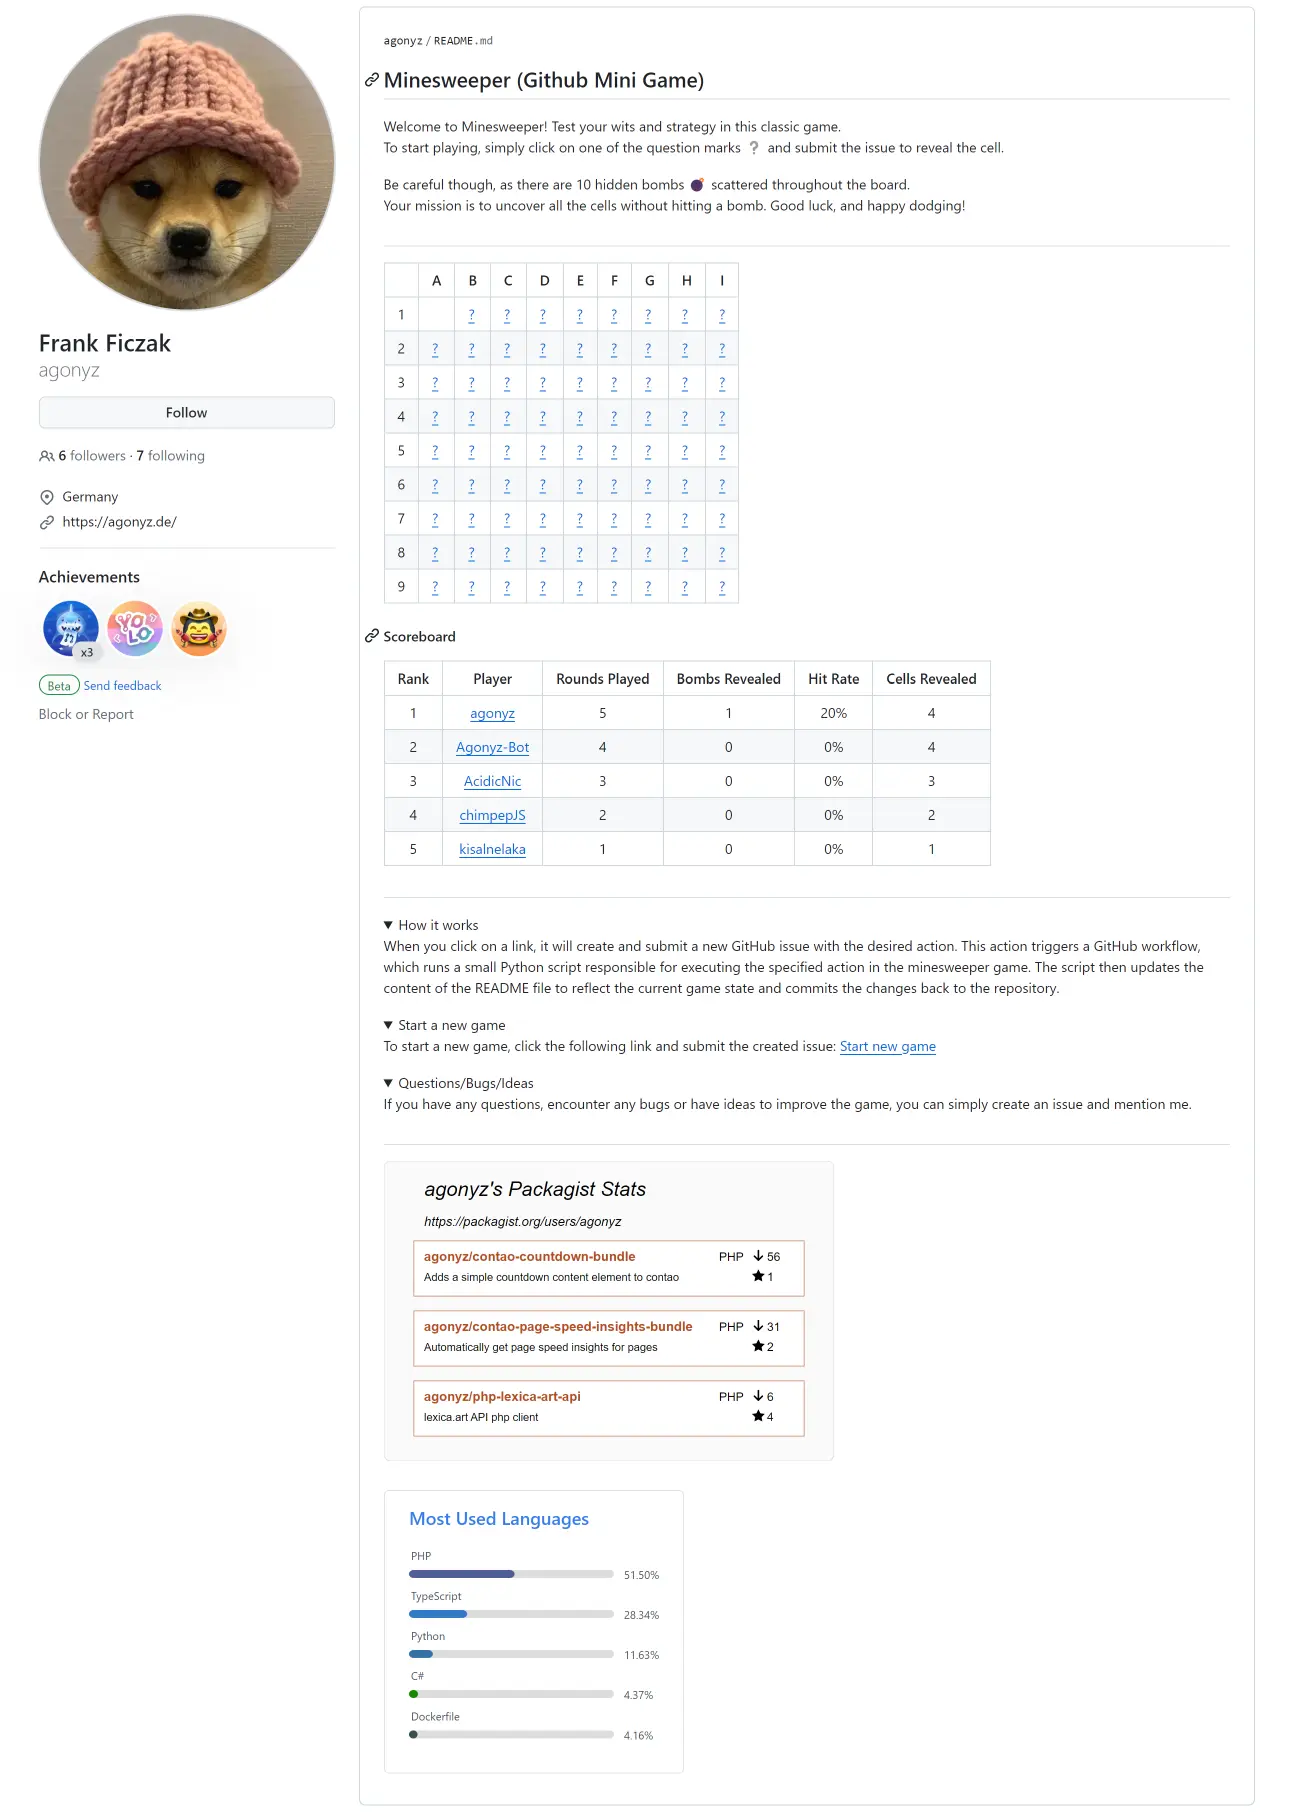 Frank Ficzak
agonyz
Follow
6 followers · 7 following
Germany
https://agonyz.de/
Achievements
x3
YOLO
Beta Send feedback
Block or Report
agonyz / README.md
Minesweeper (Github Mini Game)
Welcome to Minesweeper! Test your wits and strategy in this classic game.
To start playing, simply click on one of the question marks ❔ and submit the issue to reveal the cell.
Be careful though, as there are 10 hidden bombs 💣 scattered throughout the board.
Your mission is to uncover all the cells without hitting a bomb. Good luck, and happy dodging!
A B C D E F G H I
1 ? ? ? ? ? ? ? ?
2 ? ? ? ? ? ? ? ? ?
3 ? ? ? ? ? ? ? ? ?
4 ? ? ? ? ? ? ? ? ?
5 ? ? ? ? ? ? ? ? ?
6 ? ? ? ? ? ? ? ? ?
7 ? ? ? ? ? ? ? ? ?
8 ? ? ? ? ? ? ? ? ?
9 ? ? ? ? ? ? ? ? ?
Scoreboard
Rank Player Rounds Played Bombs Revealed Hit Rate Cells Revealed
1 agonyz 5 1 20% 4
2 Agonyz-Bot 4 0 0% 4
3 AcidicNic 3 0 0% 3
4 chimpepJS 2 0 0% 2
5 kisalnelaka 1 0 0% 1
▼ How it works
When you click on a link, it will create and submit a new GitHub issue with the desired action. This action triggers a GitHub workflow,
which runs a small Python script responsible for executing the specified action in the minesweeper game. The script then updates the
content of the README file to reflect the current game state and commits the changes back to the repository.
▼ Start a new game
To start a new game, click the following link and submit the created issue: Start new game
▼ Questions/Bugs/Ideas
If you have any questions, encounter any bugs or have ideas to improve the game, you can simply create an issue and mention me.
agonyz's Packagist Stats
https://packagist.org/users/agonyz
agonyz/contao-countdown-bundle PHP ↓ 56
Adds a simple countdown content element to contao ★ 1
agonyz/contao-page-speed-insights-bundle PHP ↓ 31
Automatically get page speed insights for pages ★ 2
agonyz/php-lexica-art-api PHP ↓ 6
lexica.art API php client ★ 4
Most Used Languages
PHP
51.50%
TypeScript
28.34%
Python
11.63%
C#
4.37%
Dockerfile
4.16%